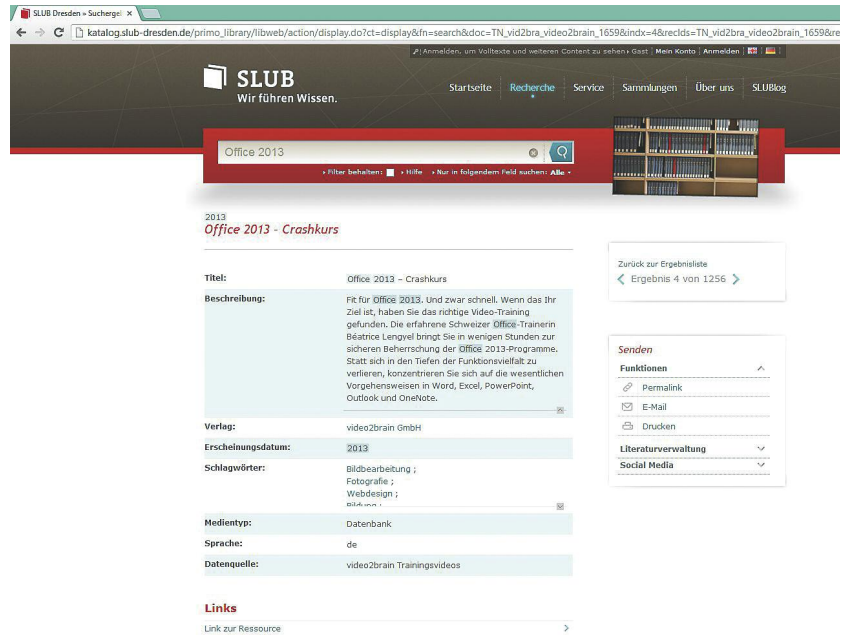 SLUB Dresden » Suchergel ×
katalog.slub-dresden.de/primo_library/libweb/action/display.do?ct=display&fn=search&doc=TN_vid2bra_video2brain_1659&index=4&recIds=TN_vid2bra_video2brain_1659&re
Anmelden, um Volltexte und weiteren Content zu sehen › Gast | Mein Konto | Anmelden |
SLUB
Wir führen Wissen.
Startseite Recherche Service Sammlungen Über uns SLUBlog
Office 2013
› Filter behalten: › Hilfe › Nur in folgendem Feld suchen: Alle
2013
Office 2013 - Crashkurs
Zurück zur Ergebnisliste
Ergebnis 4 von 1256
Titel: Office 2013 – Crashkurs
Beschreibung: Fit für Office 2013. Und zwar schnell. Wenn das Ihr
Ziel ist, haben Sie das richtige Video-Training
gefunden. Die erfahrene Schweizer Office-Trainerin
Béatrice Lengyel bringt Sie in wenigen Stunden zur
sicheren Beherrschung der Office 2013-Programme.
Statt sich in den Tiefen der Funktionsvielfalt zu
verlieren, konzentrieren Sie sich auf die wesentlichen
Vorgehensweisen in Word, Excel, PowerPoint,
Outlook und OneNote.
Verlag: video2brain GmbH
Erscheinungsdatum: 2013
Schlagwörter: Bildbearbeitung ;
Fotografie ;
Webdesign ;
Bildung ;
Medientyp: Datenbank
Sprache: de
Datenquelle: video2brain Trainingsvideos
Links
Link zur Ressource
Senden
Funktionen
Permalink
E-Mail
Drucken
Literaturverwaltung
Social Media